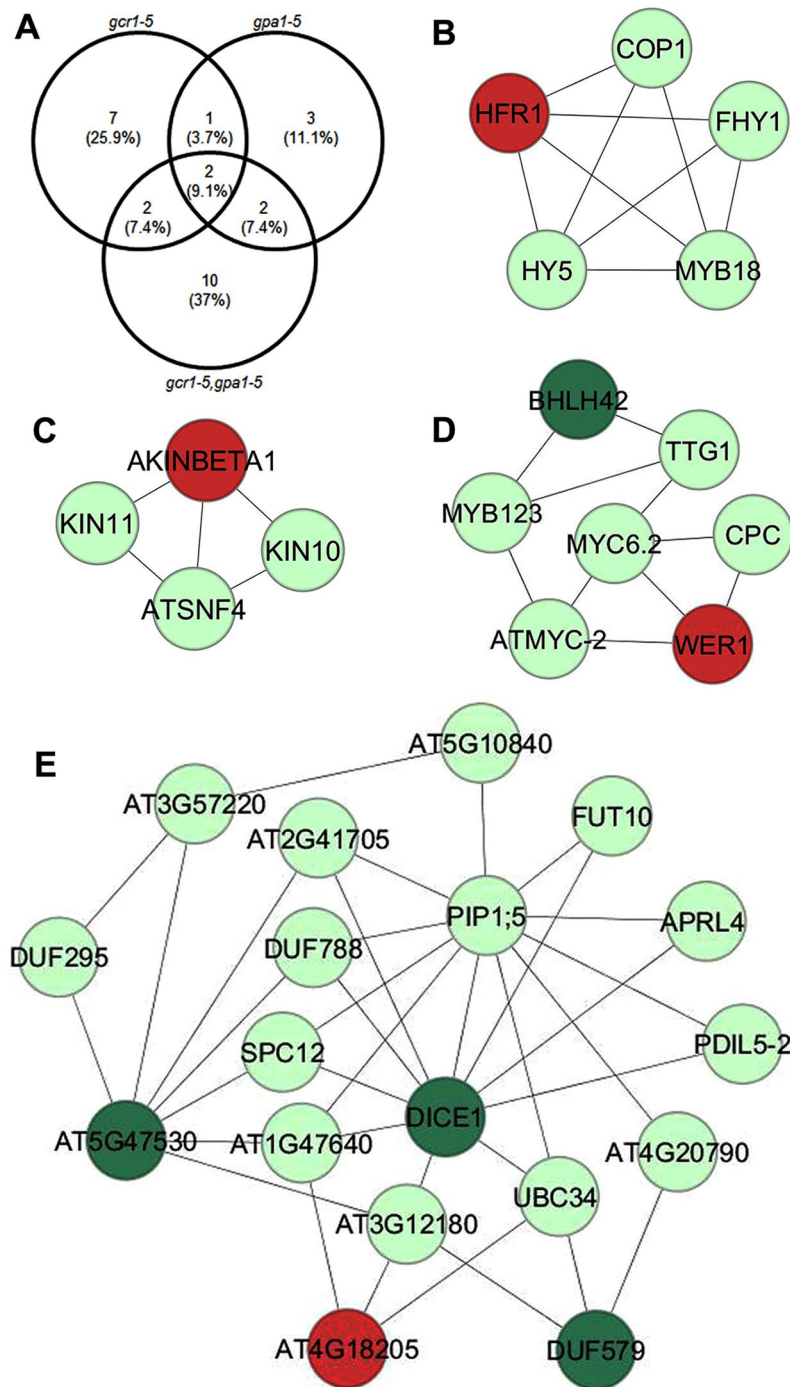 A
gcr1-5
gpa1-5
7
(25.9%)
1
(3.7%)
3
(11.1%)
2
(9.1%)
2
(7.4%)
2
(7.4%)
10
(37%)
gcr1-5,gpa1-5
B
COP1
HFR1
FHY1
HY5
MYB18
C
AKINBETA1
KIN11
KIN10
ATSNF4
D
BHLH42
TTG1
MYB123
MYC6.2
CPC
ATMYC-2
WER1
E
AT5G10840
AT3G57220
AT2G41705
FUT10
PIP1;5
APRL4
DUF295
DUF788
SPC12
PDIL5-2
DICE1
AT5G47530
AT1G47640
AT4G20790
UBC34
AT3G12180
AT4G18205
DUF579